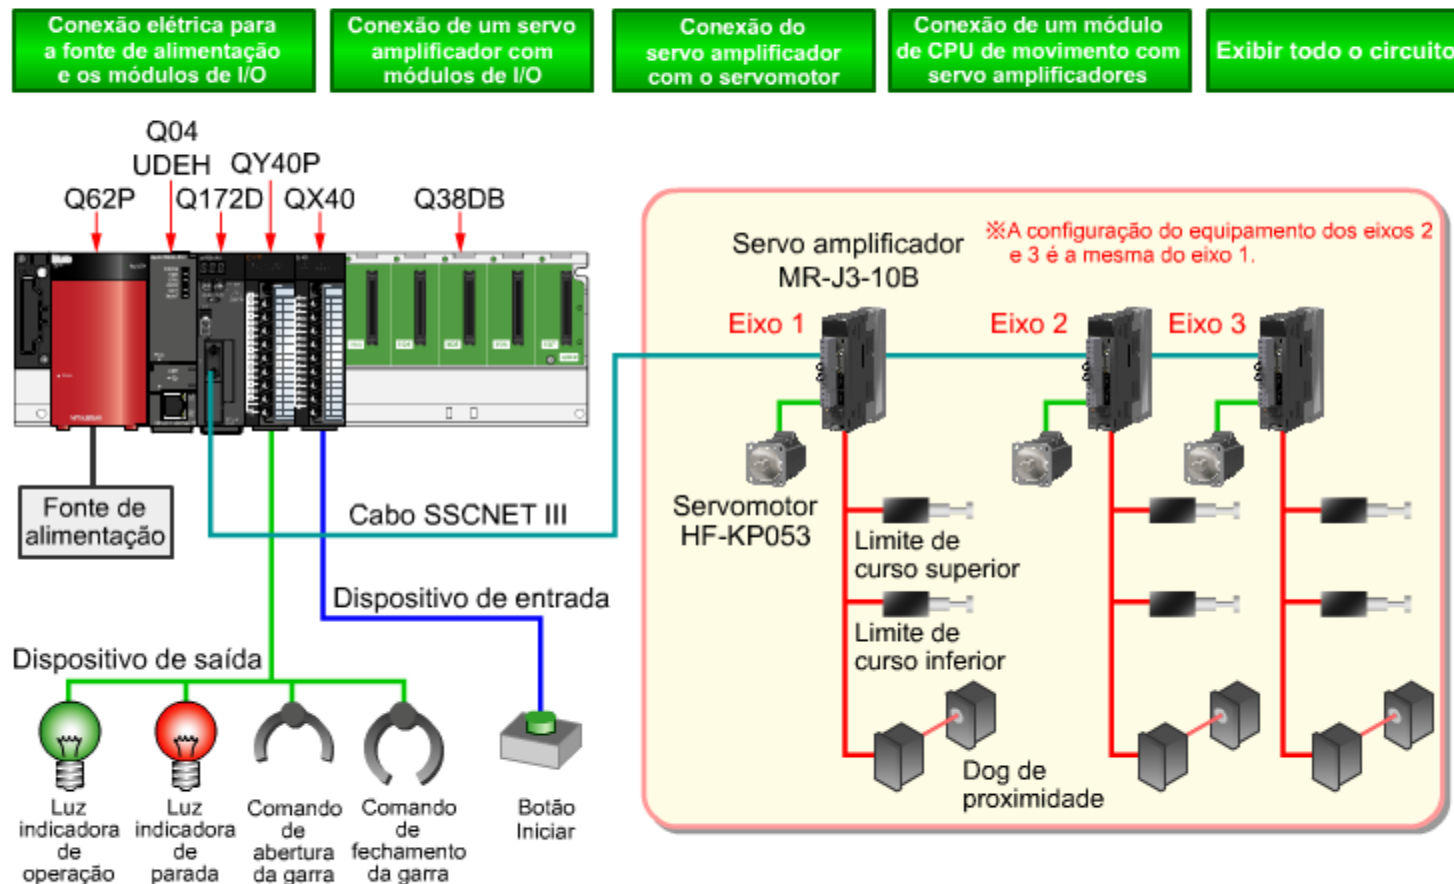 Conexão elétrica para
a fonte de alimentação
e os módulos de I/O
Conexão de um servo
amplificador com
módulos de I/O
Conexão do
servo amplificador
com o servomotor
Conexão de um módulo
de CPU de movimento com
servo amplificadores
Exibir todo o circuito
Q04
UDEH
QY40P
Q62P
Q172D
QX40
Q38DB
Servo amplificador
MR-J3-10B
※A configuração do equipamento dos eixos 2
e 3 é a mesma do eixo 1.
Eixo 1
Eixo 2
Eixo 3
Fonte de
alimentação
Cabo SSCNET III
Servomotor
HF-KP053
Limite de
curso superior
Dispositivo de entrada
Limite de
curso inferior
Dispositivo de saída
Dog de
proximidade
Luz
indicadora
de
operação
Luz
indicadora
de
parada
Comando
de
abertura
da garra
Comando
de
fechamento
da garra
Botão
Iniciar